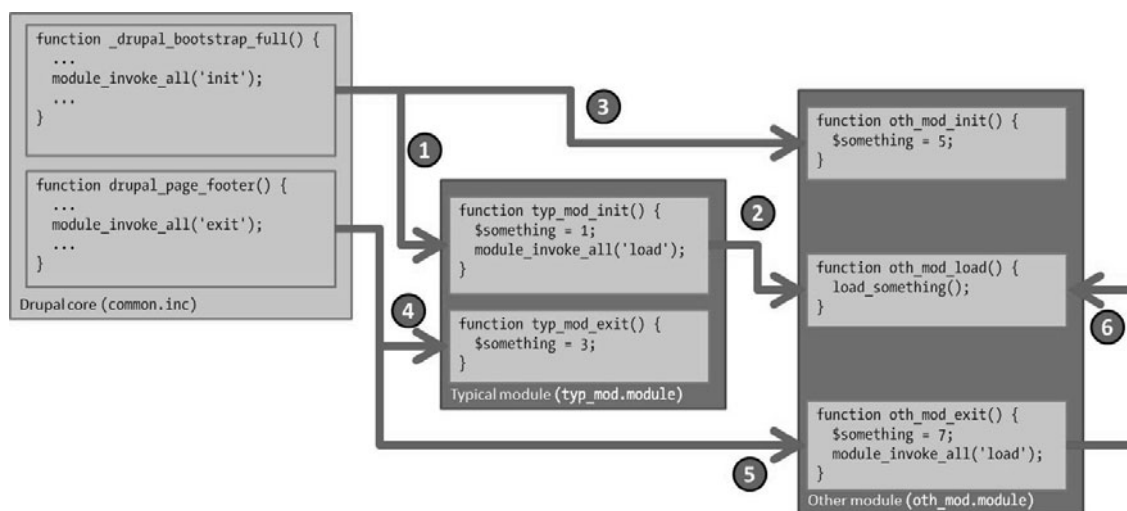 function _drupal_bootstrap_full() {
...
module_invoke_all('init');
...
}
function drupal_page_footer() {
...
module_invoke_all('exit');
...
}
Drupal core (common.inc)
1
2
3
4
5
6
function typ_mod_init() {
$something = 1;
module_invoke_all('load');
}
function typ_mod_exit() {
$something = 3;
}
Typical module (typ_mod.module)
function oth_mod_init() {
$something = 5;
}
function oth_mod_load() {
load_something();
}
function oth_mod_exit() {
$something = 7;
module_invoke_all('load');
}
Other module (oth_mod.module)